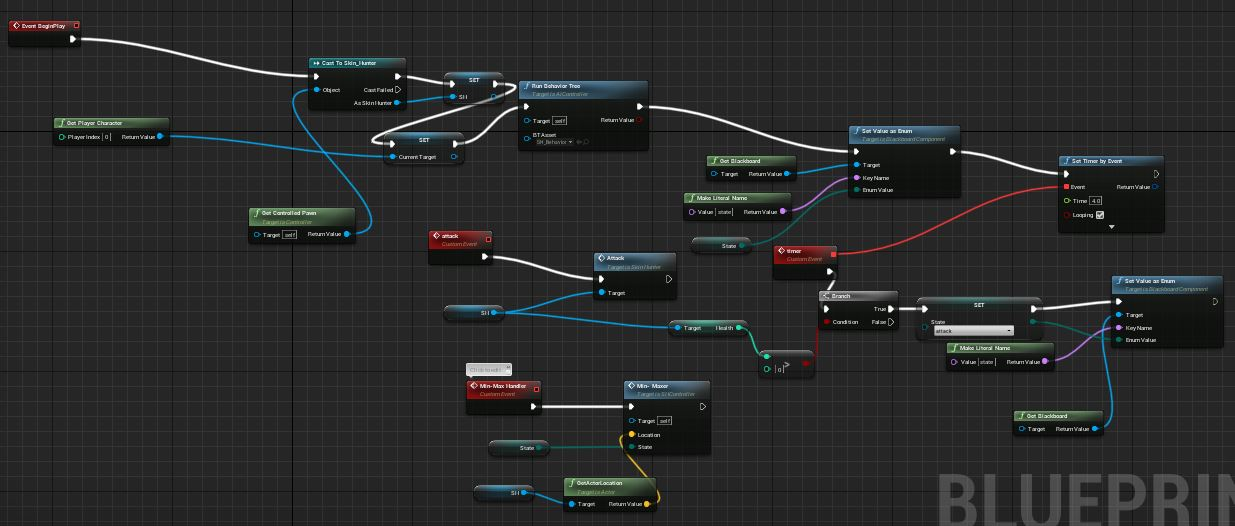 Event BeginPlay
Cast To Skin_Hunter
Object
Cast Failed
As Skin Hunter
SET
SH
Run Behavior Tree
Target is AIController
Target
self
Return Value
BTAsset
SH_Behavior
Get Player Character
Player Index
0
Return Value
SET
Current Target
Get Controlled Pawn
Target is Controller
Target
self
Return Value
Get Blackboard
Target
Return Value
Make Literal Name
Value
state
Return Value
State
Set Value as Enum
Target is Blackboard Component
Target
Key Name
Enum Value
Set Timer by Event
Event
Return Value
Time
4.0
Looping
attack
Custom Event
Attack
Target is Skin Hunter
Target
SH
Target
Health
0
>
timer
Custom Event
Branch
True
Condition
False
SET
State
attack
Make Literal Name
Value
state
Return Value
Set Value as Enum
Target is Blackboard Component
Target
Key Name
Enum Value
Get Blackboard
Target
Return Value
Click to edit
Min-Max Handler
Custom Event
Min- Maxer
Target is SHController
Target
self
Location
State
State
SH
GetActorLocation
Target is Actor
Target
Return Value
BLUEPRIN